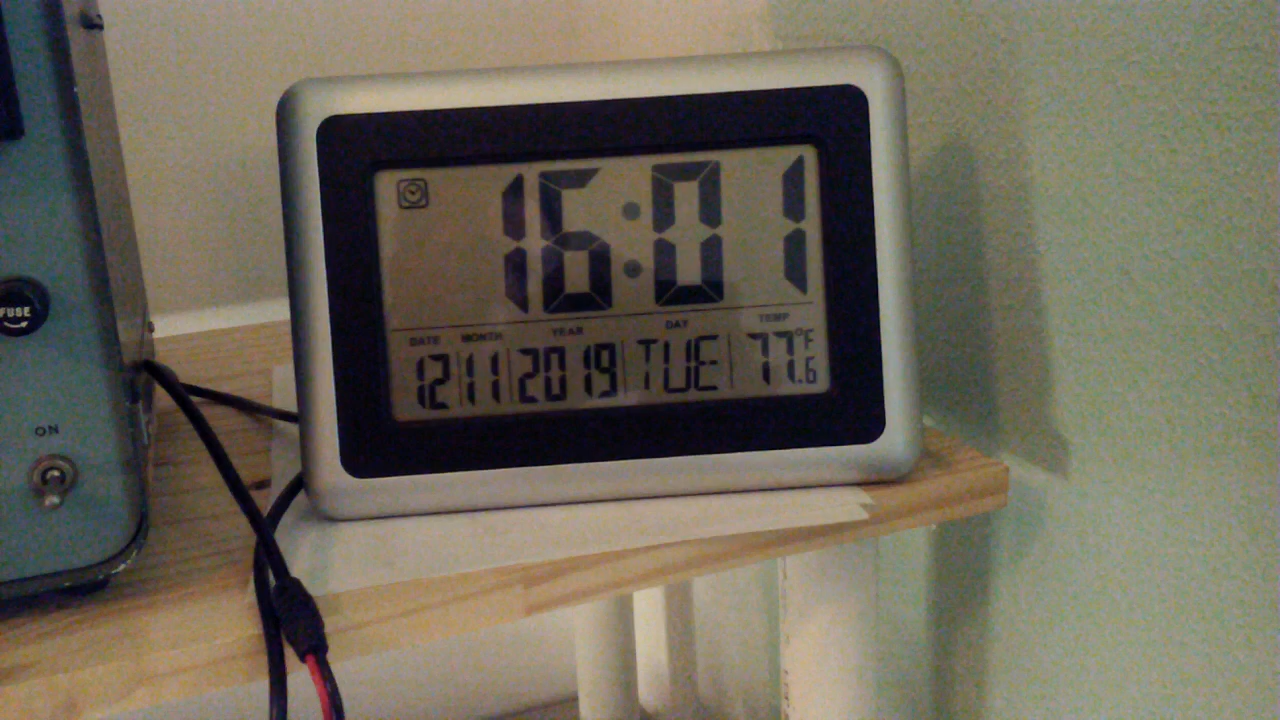 16:01
DATE MONTH YEAR DAY TEMP
12 11 2019 TUE 77.6°F
FUSE
ON